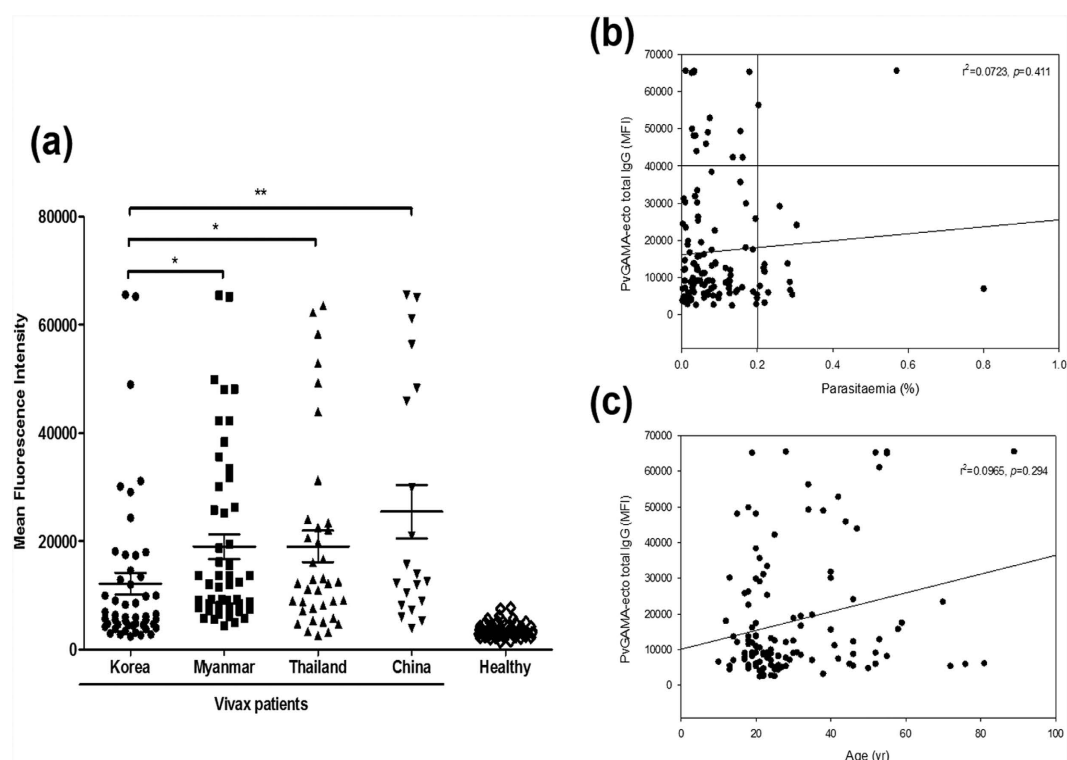 (a)
Mean Fluorescence Intensity
80000
60000
40000
20000
0
**
*
*
Korea Myanmar Thailand China Healthy
Vivax patients
(b)
PvGAMA-ecto total IgG (MFI)
70000
60000
50000
40000
30000
20000
10000
0
r²=0.0723, p=0.411
0.0 0.2 0.4 0.6 0.8 1.0
Parasitaemia (%)
(c)
PvGAMA-ecto total IgG (MFI)
70000
60000
50000
40000
30000
20000
10000
0
r²=0.0965, p=0.294
0 20 40 60 80 100
Age (yr)